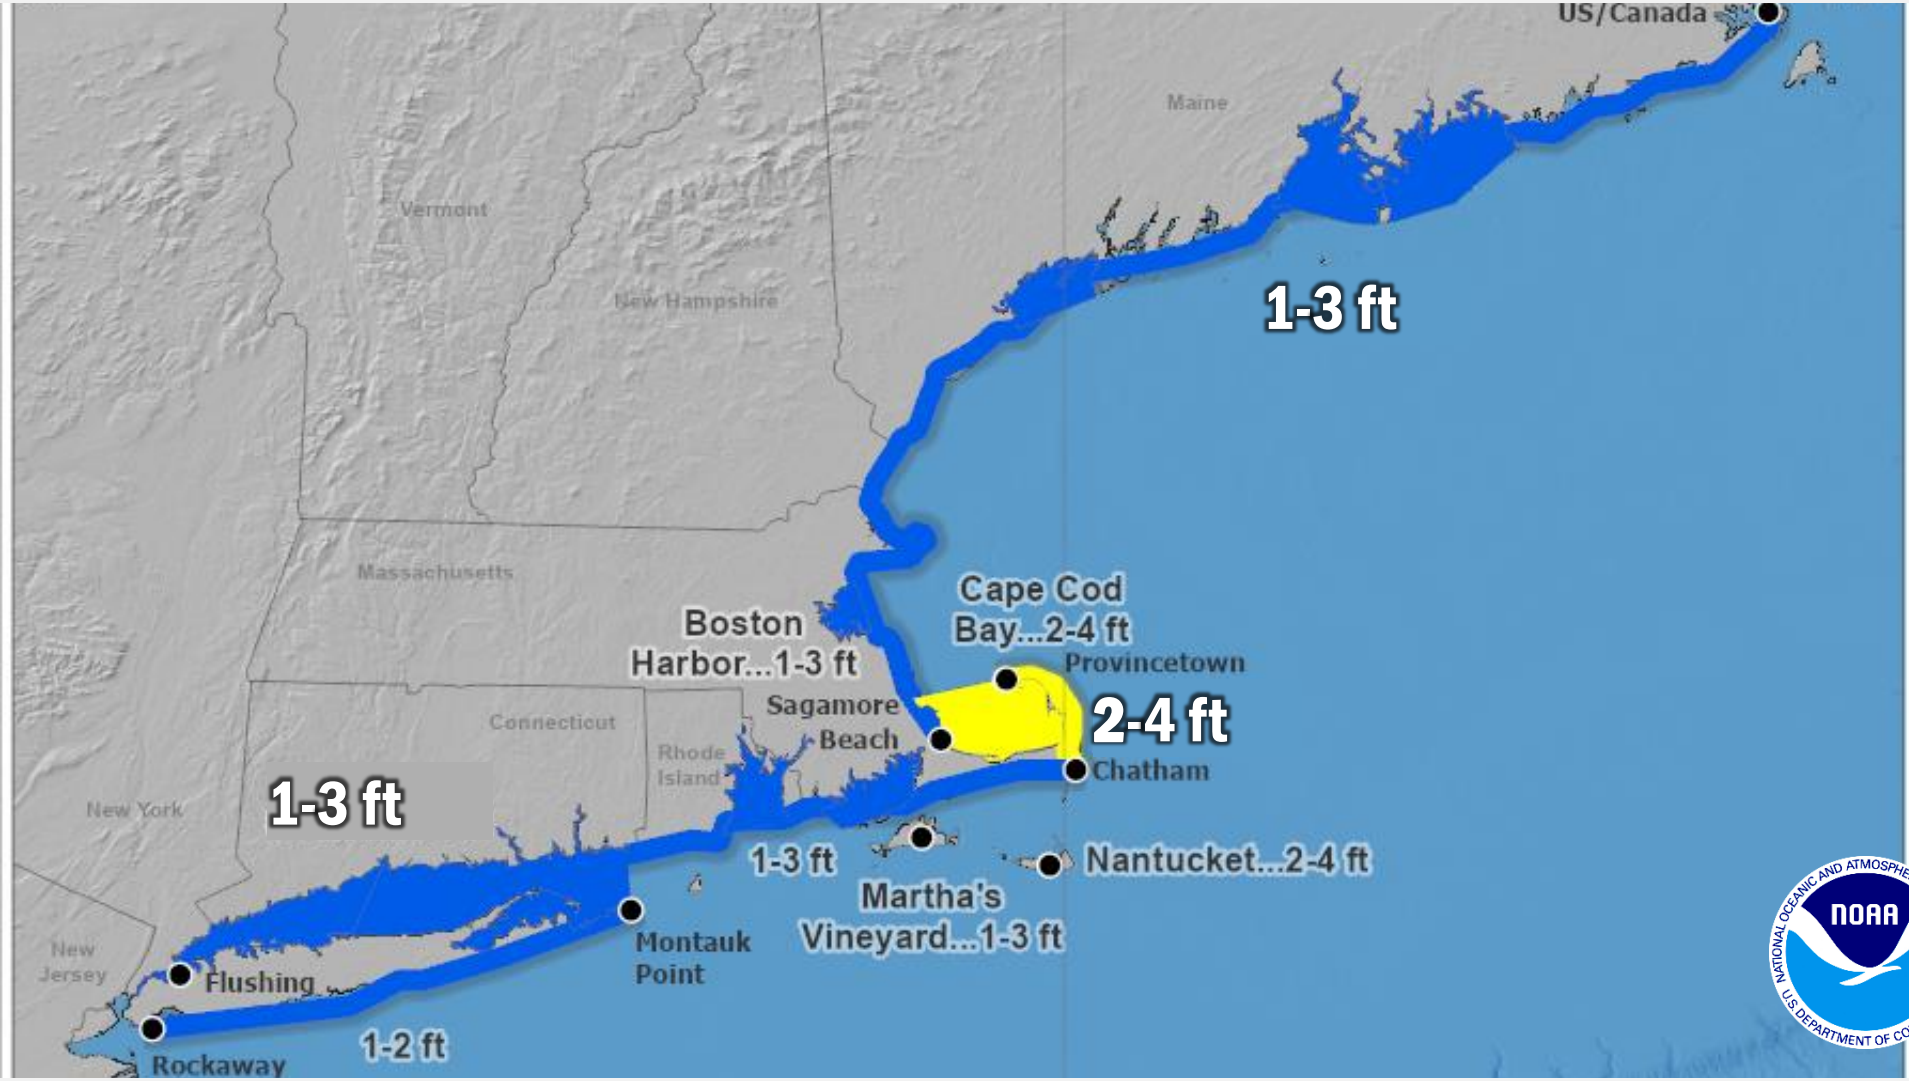 US/Canada
Maine
Vermont
New Hampshire
1-3 ft
Massachusetts
Cape Cod
Bay...2-4 ft
Boston
Harbor...1-3 ft
Provincetown
Sagamore
Beach
2-4 ft
Chatham
Connecticut
Rhode
Island
New York
1-3 ft
1-3 ft
Nantucket...2-4 ft
Martha's
Vineyard...1-3 ft
Montauk
Point
New
Jersey
Flushing
1-2 ft
Rockaway
NATIONAL OCEANIC AND ATMOSPHE
NOAA
U.S. DEPARTMENT OF CO